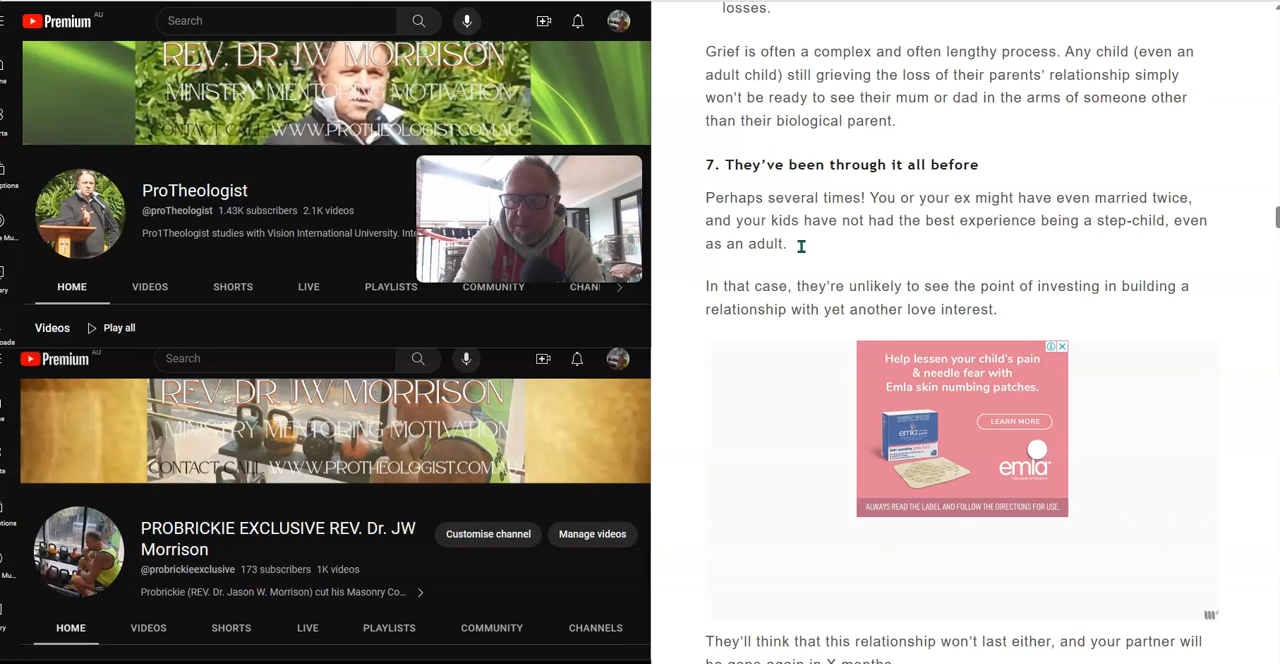 Premium AU
Search
REV. DR. JW MORRISON
MINISTRY MENTORING MOTIVATION
CONTACT CALL WWW.PROTHEOLOGIST.COM.AU
ProTheologist
@proTheologist 1.43K subscribers 2.1K videos
Pro1Theologist studies with Vision International University. Inte
HOME VIDEOS SHORTS LIVE PLAYLISTS COMMUNITY CHAN
Videos Play all
Premium AU
Search
REV. DR. JW MORRISON
MINISTRY MENTORING MOTIVATION
CONTACT CALL WWW.PROTHEOLOGIST.COM.AU
PROBRICKIE EXCLUSIVE REV. Dr. JW
Morrison
Customise channel
Manage videos
@probrickieexclusive 173 subscribers 1K videos
Probrickie (REV. Dr. Jason W. Morrison) cut his Masonry Co...
HOME VIDEOS SHORTS LIVE PLAYLISTS COMMUNITY CHANNELS
losses.
Grief is often a complex and often lengthy process. Any child (even an
adult child) still grieving the loss of their parents’ relationship simply
won’t be ready to see their mum or dad in the arms of someone other
than their biological parent.
7. They’ve been through it all before
Perhaps several times! You or your ex might have even married twice,
and your kids have not had the best experience being a step-child, even
as an adult.
In that case, they’re unlikely to see the point of investing in building a
relationship with yet another love interest.
Help lessen your child’s pain
& needle fear with
Emla skin numbing patches.
LEARN MORE
emla
ALWAYS READ THE LABEL AND FOLLOW THE DIRECTIONS FOR USE.
They’ll think that this relationship won’t last either, and your partner will
be gone again in X months.